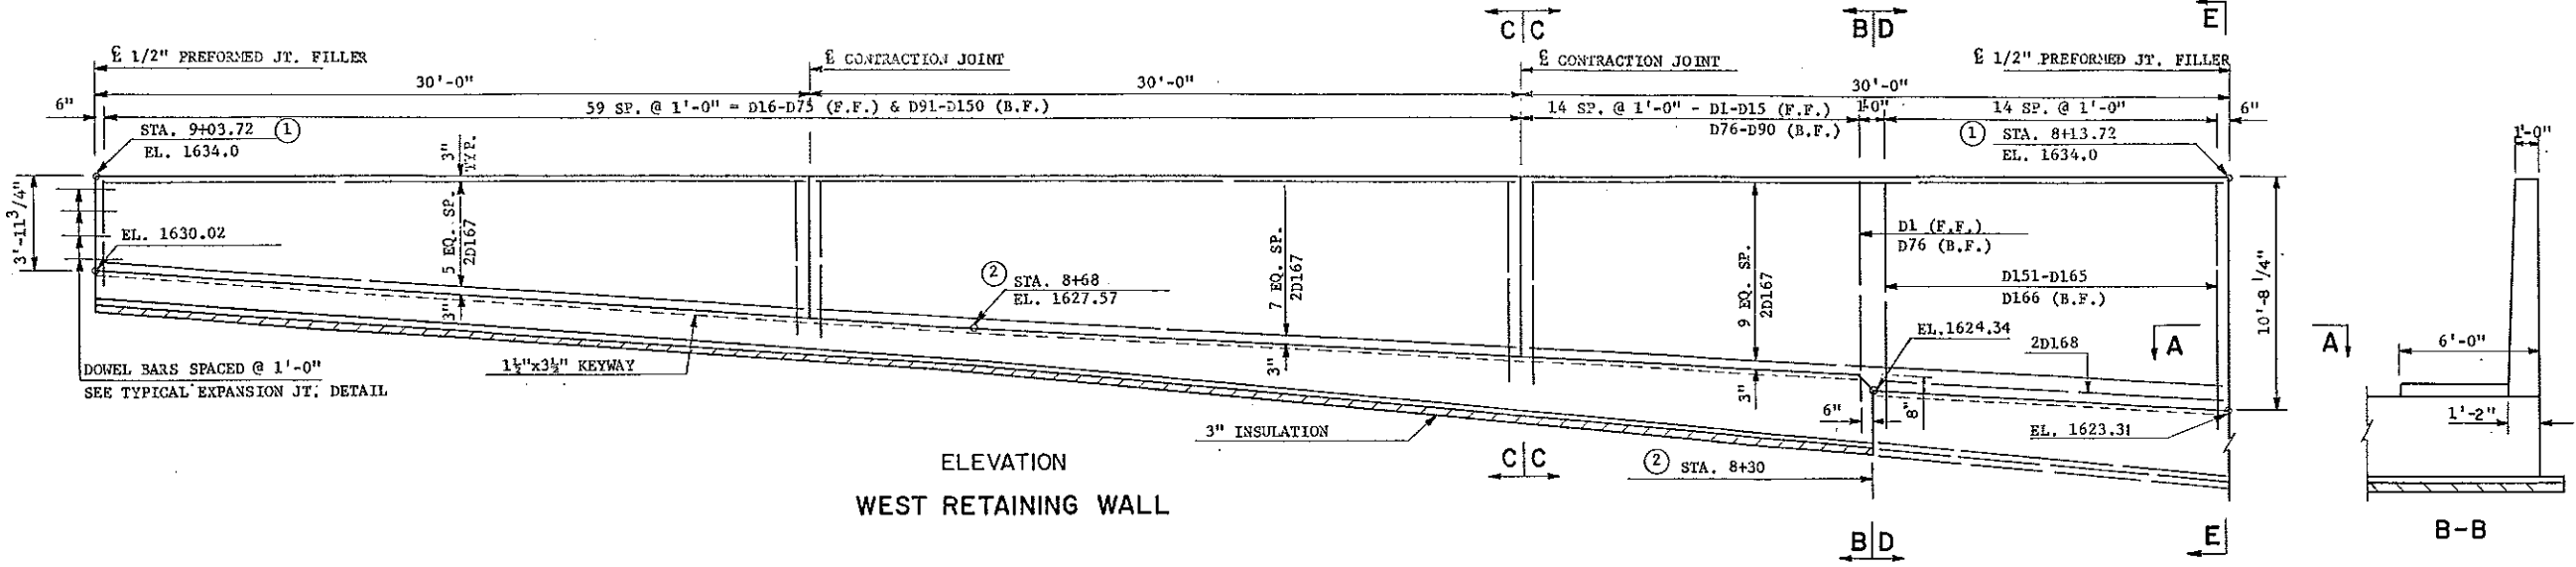 C C
B D
E
℄ 1/2" PREFORMED JT. FILLER
℄ CONTRACTION JOINT
℄ CONTRACTION JOINT
℄ 1/2" PREFORMED JT. FILLER
30'-0"
30'-0"
30'-0"
6"
59 SP. @ 1'-0" = D16-D75 (F.F.) & D91-D150 (B.F.)
14 SP. @ 1'-0" - D1-D15 (F.F.)
D76-D90 (B.F.)
1'-0"
14 SP. @ 1'-0"
6"
STA. 9+03.72 1
EL. 1634.0
3" TYP.
1 STA. 8+13.72
EL. 1634.0
1'-0"
3'-11 3/4"
EL. 1630.02
5 EQ. SP.
2D167
3"
2 STA. 8+68
EL. 1627.57
7 EQ. SP.
2D167
3"
9 EQ. SP.
2D167
3"
D1 (F.F.)
D76 (B.F.)
D151-D165
D166 (B.F.)
10'-8 1/4"
EL. 1624.34
2D168
A
A
6'-0"
1'-2"
DOWEL BARS SPACED @ 1'-0"
SEE TYPICAL EXPANSION JT. DETAIL
1½"x3½" KEYWAY
3" INSULATION
6"
8"
EL. 1623.31
C C
2 STA. 8+30
ELEVATION
WEST RETAINING WALL
B D
E
B-B